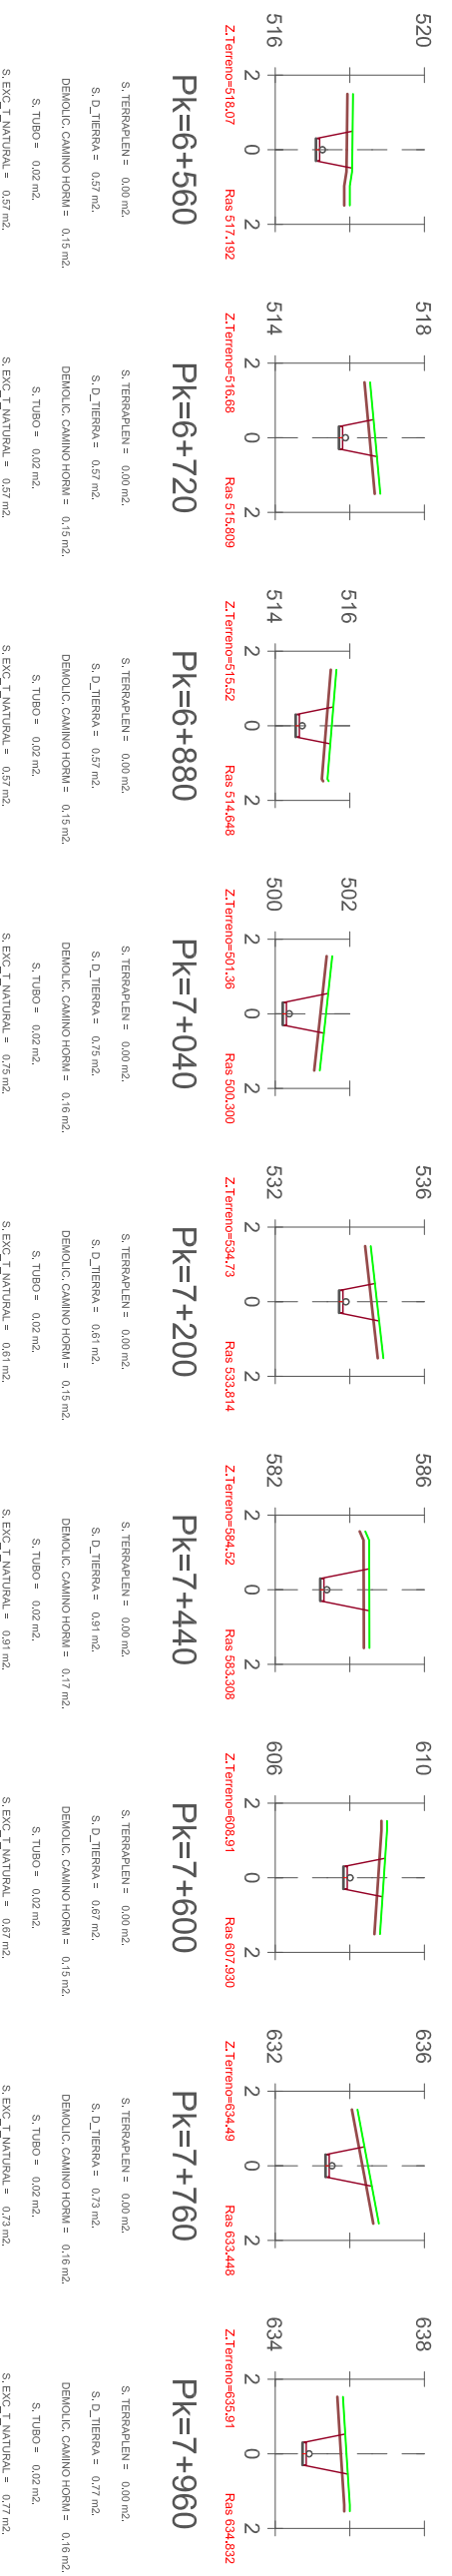 520
516
2 0 2
Z.Terreno=518.07 Ras 517.192
Pk=6+560
S. TERRAPLEN = 0.00 m2.
S. D_TIERRA = 0.57 m2.
DEMOLIC. CAMINO HORM = 0.15 m2.
S. TUBO = 0.02 m2.
S. EXC_T_NATURAL = 0.57 m2.
518
514
2 0 2
Z.Terreno=516.68 Ras 515.809
Pk=6+720
S. TERRAPLEN = 0.00 m2.
S. D_TIERRA = 0.57 m2.
DEMOLIC. CAMINO HORM = 0.15 m2.
S. TUBO = 0.02 m2.
S. EXC_T_NATURAL = 0.57 m2.
516
514
2 0 2
Z.Terreno=515.52 Ras 514.648
Pk=6+880
S. TERRAPLEN = 0.00 m2.
S. D_TIERRA = 0.57 m2.
DEMOLIC. CAMINO HORM = 0.15 m2.
S. TUBO = 0.02 m2.
S. EXC_T_NATURAL = 0.57 m2.
502
500
2 0 2
Z.Terreno=501.36 Ras 500.300
Pk=7+040
S. TERRAPLEN = 0.00 m2.
S. D_TIERRA = 0.75 m2.
DEMOLIC. CAMINO HORM = 0.16 m2.
S. TUBO = 0.02 m2.
S. EXC_T_NATURAL = 0.75 m2.
536
532
2 0 2
Z.Terreno=534.73 Ras 533.814
Pk=7+200
S. TERRAPLEN = 0.00 m2.
S. D_TIERRA = 0.61 m2.
DEMOLIC. CAMINO HORM = 0.15 m2.
S. TUBO = 0.02 m2.
S. EXC_T_NATURAL = 0.61 m2.
586
582
2 0 2
Z.Terreno=584.52 Ras 583.308
Pk=7+440
S. TERRAPLEN = 0.00 m2.
S. D_TIERRA = 0.91 m2.
DEMOLIC. CAMINO HORM = 0.17 m2.
S. TUBO = 0.02 m2.
S. EXC_T_NATURAL = 0.91 m2.
610
606
2 0 2
Z.Terreno=608.91 Ras 607.930
Pk=7+600
S. TERRAPLEN = 0.00 m2.
S. D_TIERRA = 0.67 m2.
DEMOLIC. CAMINO HORM = 0.15 m2.
S. TUBO = 0.02 m2.
S. EXC_T_NATURAL = 0.67 m2.
636
632
2 0 2
Z.Terreno=634.49 Ras 633.448
Pk=7+760
S. TERRAPLEN = 0.00 m2.
S. D_TIERRA = 0.73 m2.
DEMOLIC. CAMINO HORM = 0.16 m2.
S. TUBO = 0.02 m2.
S. EXC_T_NATURAL = 0.73 m2.
638
634
2 0 2
Z.Terreno=635.91 Ras 634.832
Pk=7+960
S. TERRAPLEN = 0.00 m2.
S. D_TIERRA = 0.77 m2.
DEMOLIC. CAMINO HORM = 0.16 m2.
S. TUBO = 0.02 m2.
S. EXC_T_NATURAL = 0.77 m2.